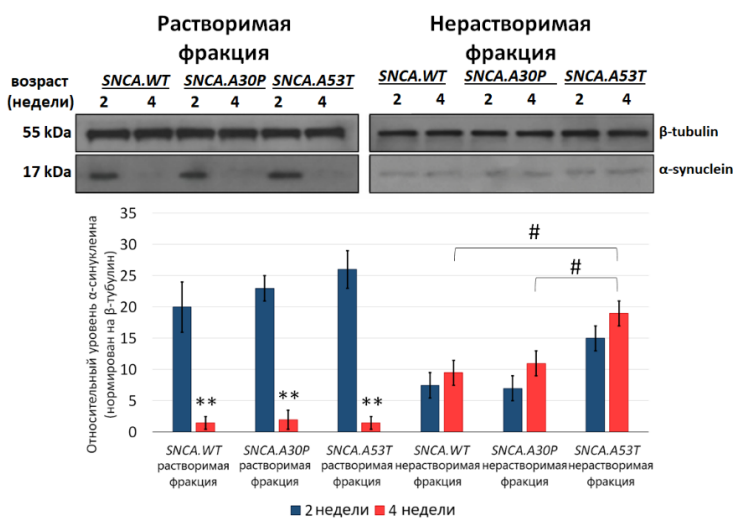 Растворимая
фракция
Нерастворимая
фракция
возраст
(недели)
SNCA.WT SNCA.A30P SNCA.A53T
2 4 2 4 2 4
SNCA.WT SNCA.A30P SNCA.A53T
2 4 2 4 2 4
55 kDa
β-tubulin
17 kDa
α-synuclein
Относительный уровень α-синуклеина
(нормирован на β-тубулин)
35
30
25
20
15
10
5
0
#
#
** ** **
SNCA.WT SNCA.A30P SNCA.A53T SNCA.WT SNCA.A30P SNCA.A53T
растворимая растворимая растворимая нерастворимая нерастворимая нерастворимая
фракция фракция фракция фракция фракция фракция
2 недели 4 недели